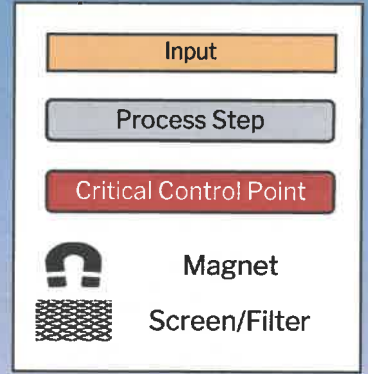 Input
Process Step
Critical Control Point
Magnet
Screen/Filter